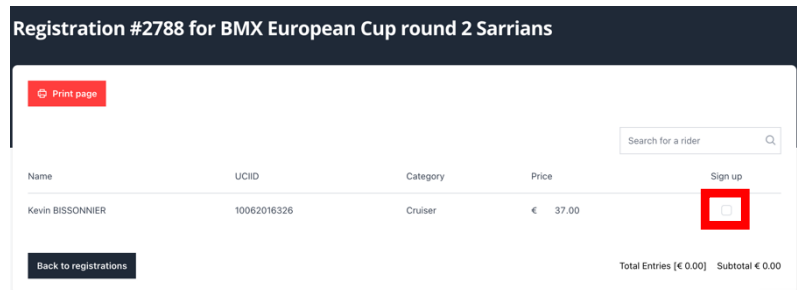 Registration #2788 for BMX European Cup round 2 Sarrians
Print page
Search for a rider
Name UCIID Category Price Sign up
Kevin BISSONNIER 10062016326 Cruiser € 37.00
Back to registrations Total Entries [€ 0.00] Subtotal € 0.00